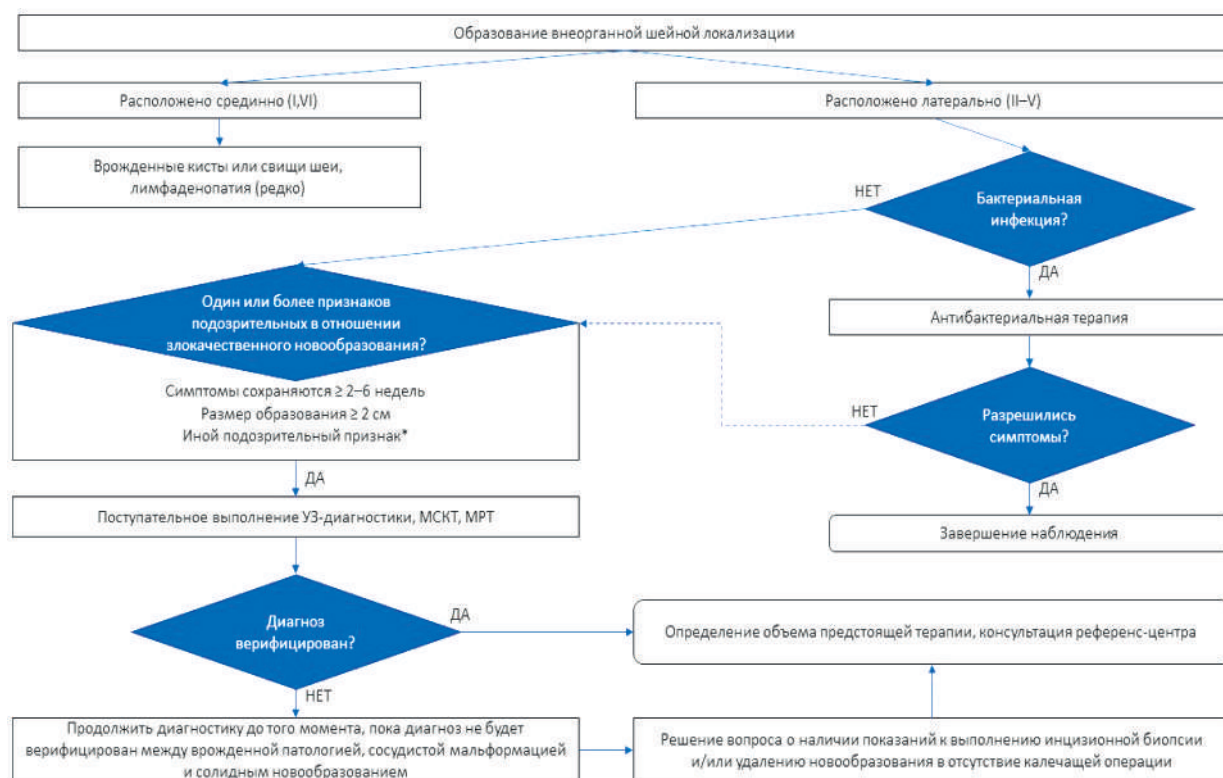 Образование внеорганной шейной локализации
Расположено срединно (I,VI)
Расположено латерально (II–V)
Врожденные кисты или свищи шеи,
лимфаденопатия (редко)
НЕТ
Бактериальная
инфекция?
ДА
Один или более признаков
подозрительных в отношении
злокачественного новообразования?
Антибактериальная терапия
Симптомы сохраняются ≥ 2–6 недель
Размер образования ≥ 2 см
Иной подозрительный признак*
НЕТ
Разрешились
симптомы?
ДА
ДА
Поступательное выполнение УЗ-диагностики, МСКТ, МРТ
Завершение наблюдения
Диагноз
верифицирован?
ДА
Определение объема предстоящей терапии, консультация референс-центра
НЕТ
Продолжить диагностику до того момента, пока диагноз не будет
верифицирован между врожденной патологией, сосудистой мальформацией
и солидным новообразованием
Решение вопроса о наличии показаний к выполнению инцизионной биопсии
и/или удалению новообразования в отсутствие калечащей операции